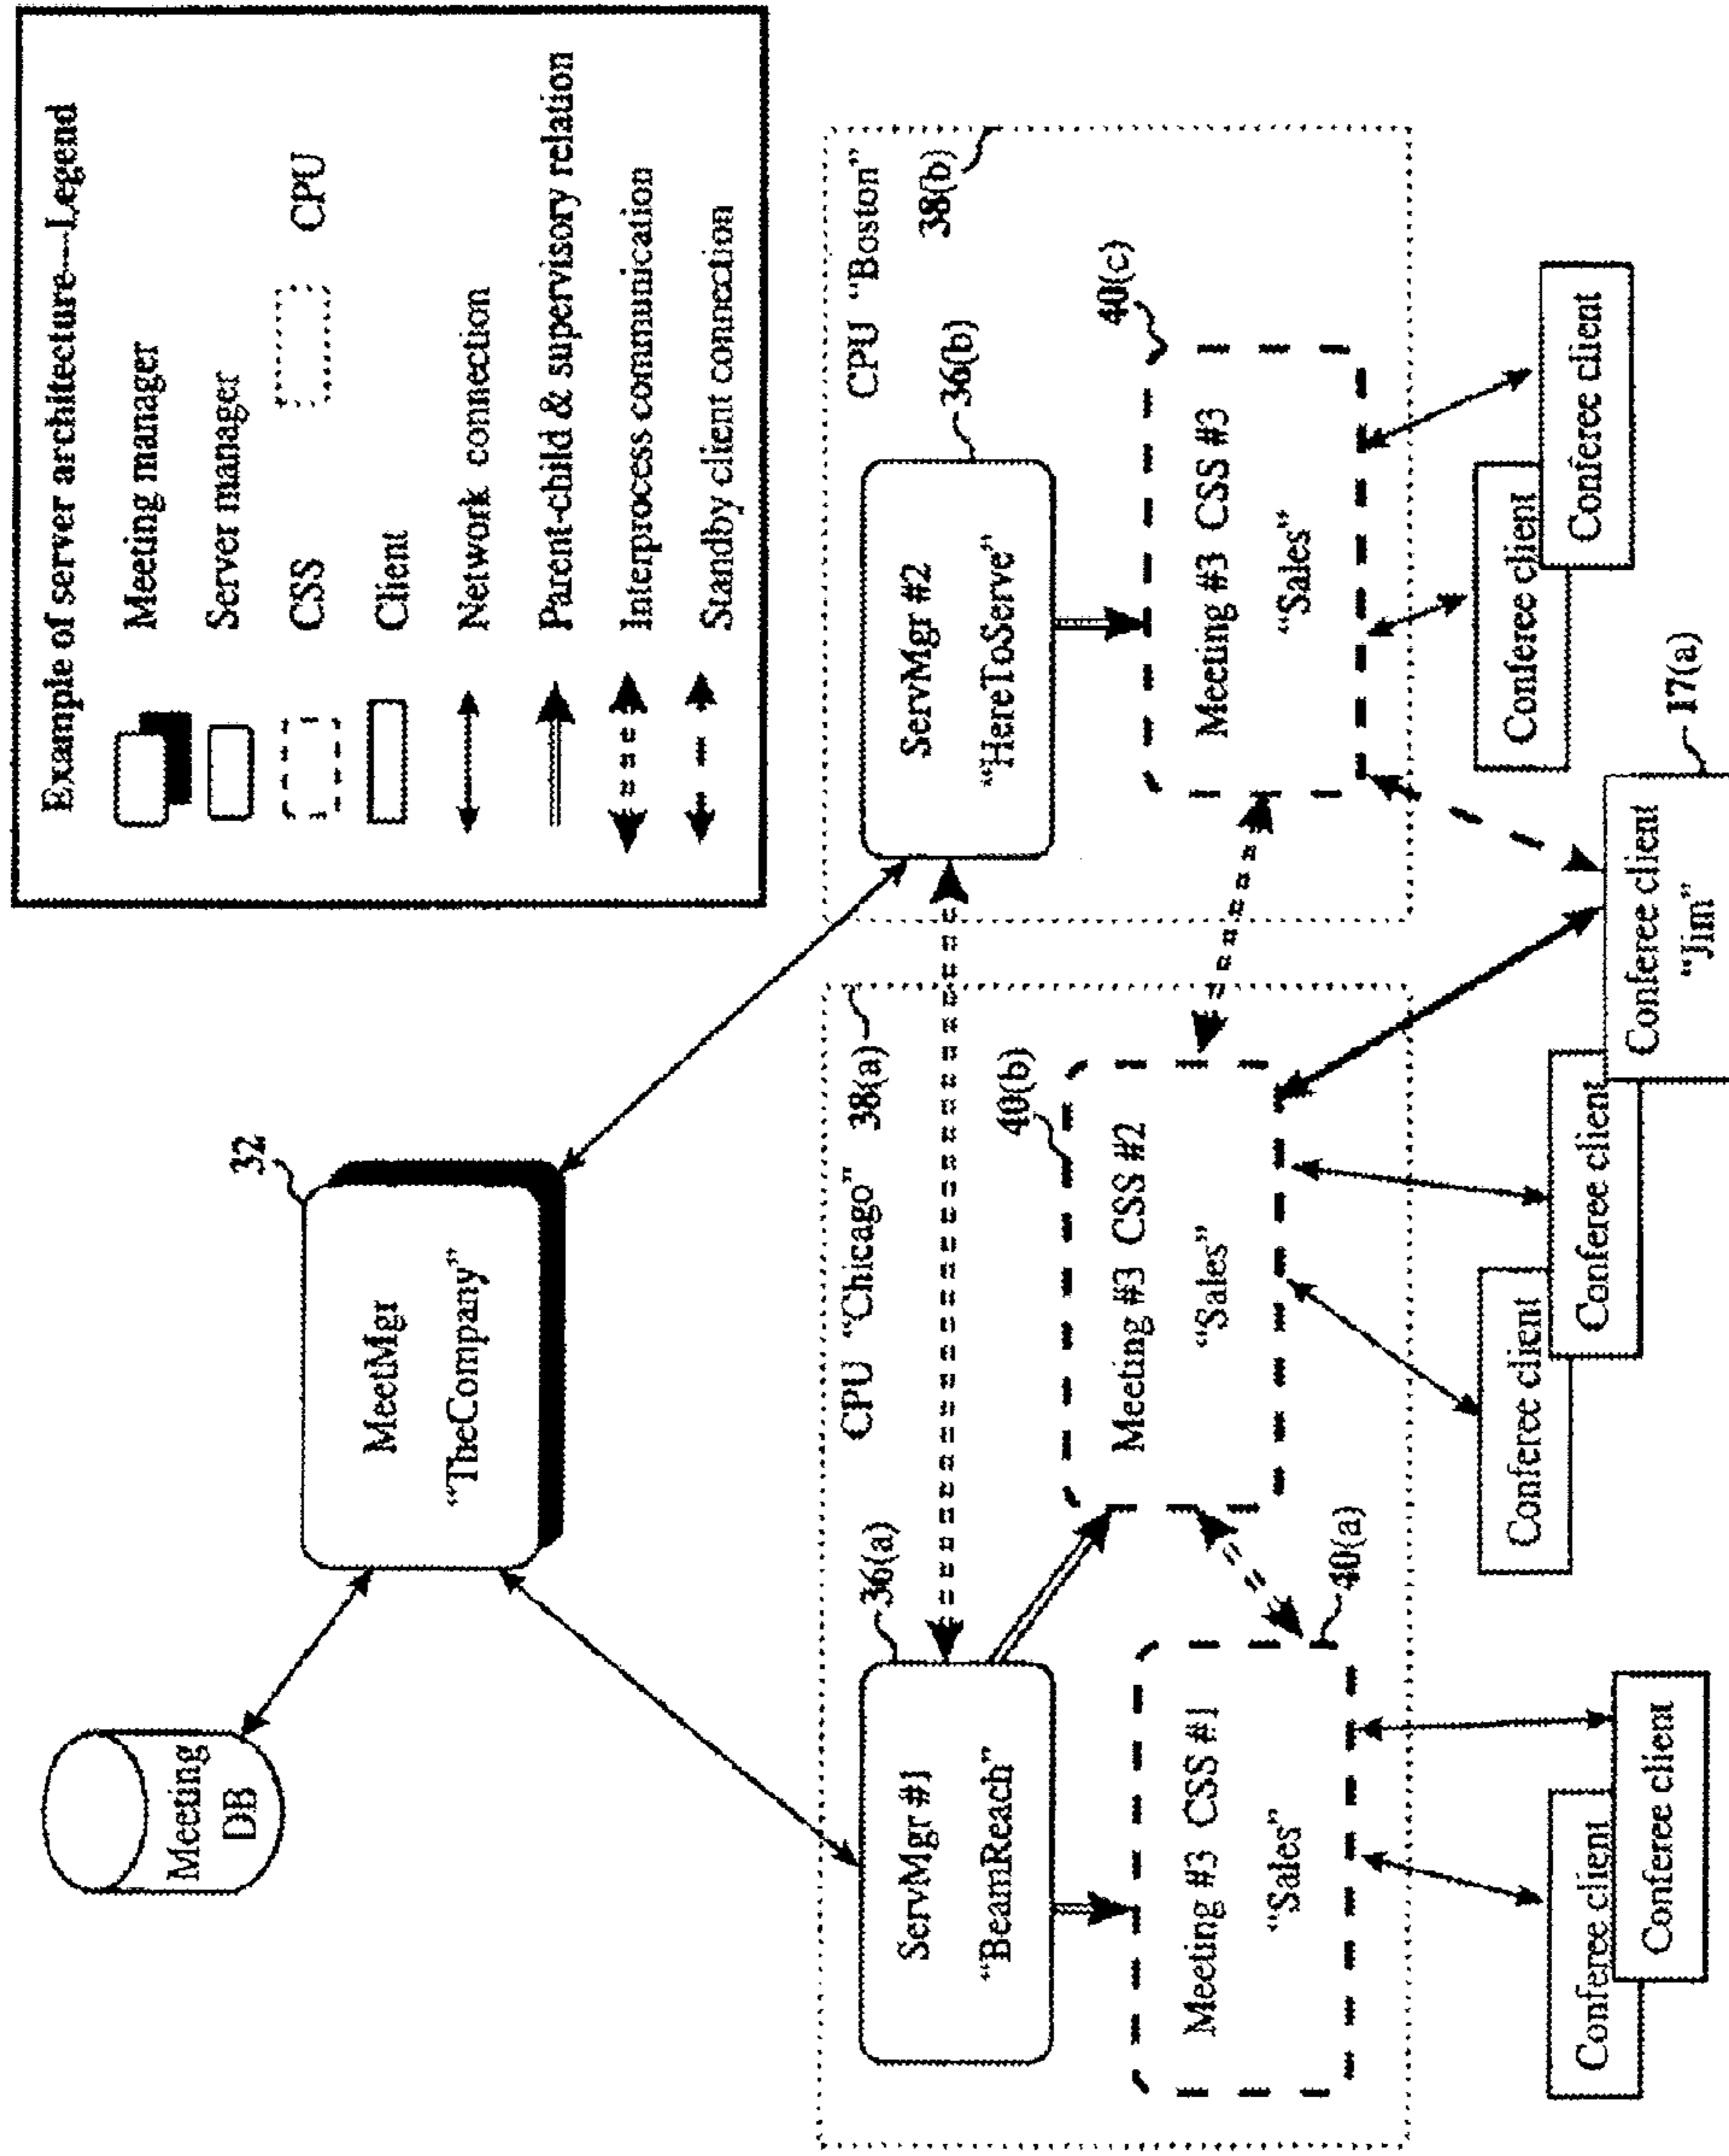 Example of server architecture---Legend
Meeting manager
Server manager
CSS
CPU
Client
Network connection
Parent-child & supervisory relation
Interprocess communication
Standby client connection
Meeting
DB
32
MeetMgr
"TheCompany"
CPU "Chicago"
38(a)
CPU "Boston"
38(b)
36(a)
ServMgr #1
"BeamReach"
36(b)
ServMgr #2
"HereToServe"
40(a)
Meeting #3 CSS #1
"Sales"
40(b)
Meeting #3 CSS #2
"Sales"
40(c)
Meeting #3 CSS #3
"Sales"
Conferee client
Conferee client
Conferee client
Conferee client
Conferee client
"Jim"
17(a)
Conferee client
Conferee client